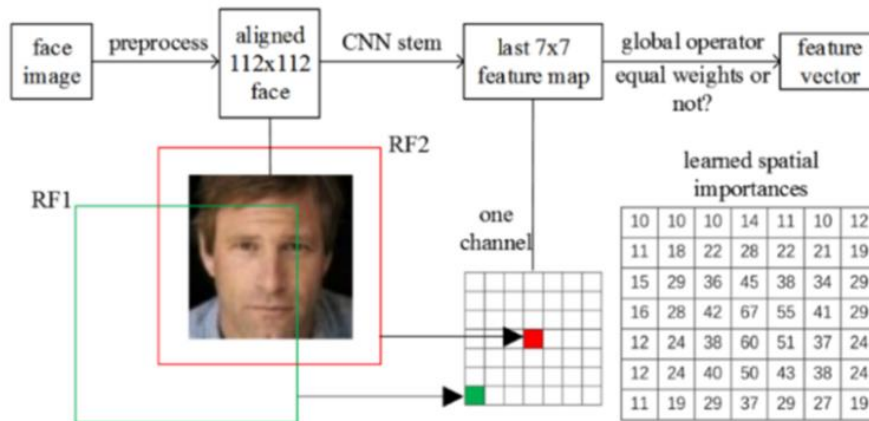 face
image
preprocess
aligned
112x112
face
CNN stem
last 7x7
feature map
global operator
equal weights or
not?
feature
vector
RF2
RF1
one
channel
learned spatial
importances
10 10 10 14 11 10 12
11 18 22 28 22 21 19
15 29 36 45 38 34 29
16 28 42 67 55 41 29
12 24 38 60 51 37 24
12 24 40 50 43 38 24
11 19 29 37 29 27 19